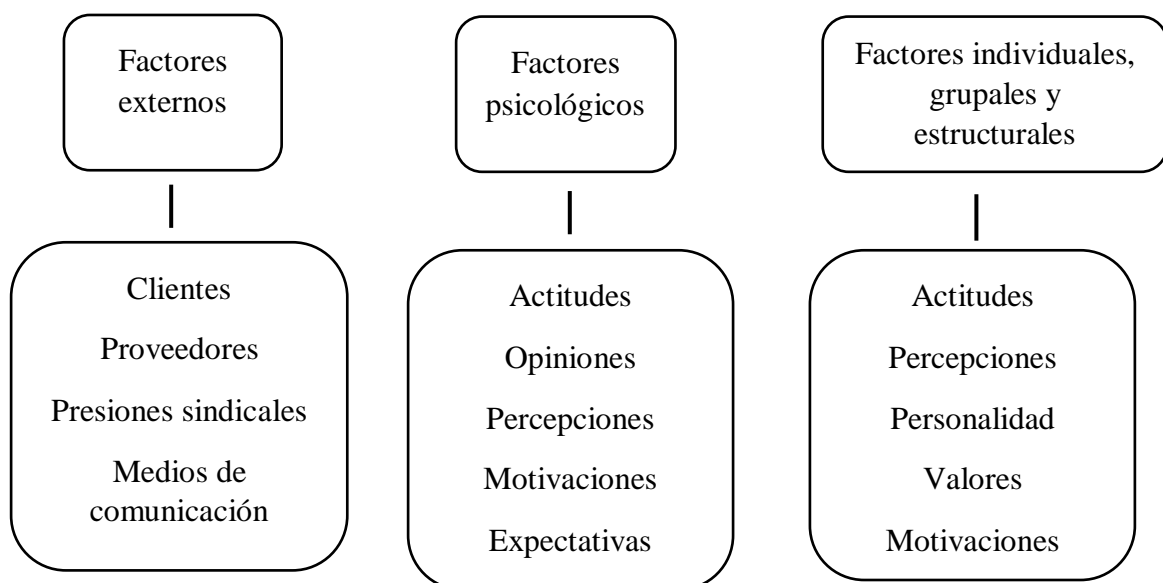 Factores
externos
Clientes
Proveedores
Presiones sindicales
Medios de
comunicación
Factores
psicológicos
Actitudes
Opiniones
Percepciones
Motivaciones
Expectativas
Factores individuales,
grupales y
estructurales
Actitudes
Percepciones
Personalidad
Valores
Motivaciones